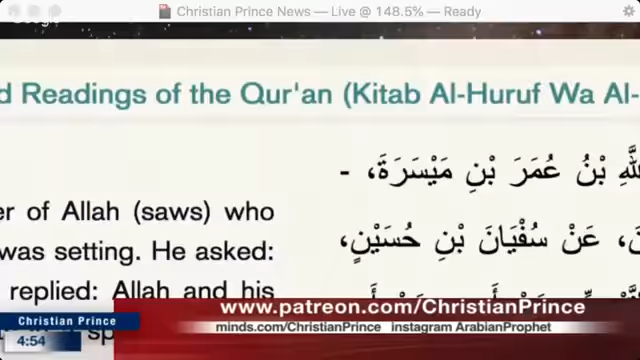 Christian Prince News — Live @ 148.5% — Ready
d Readings of the Qur'an (Kitab Al-Huruf Wa Al-
بْنُ عُمَرَ بْنِ مَيْسَرَةَ، -
er of Allah (saws) who
عَنْ سُفْيَانَ بْنِ حُسَيْنٍ،
was setting. He asked:
replied: Allah and his
www.patreon.com/ChristianPrince
Christian Prince
minds.com/ChristianPrince instagram ArabianProphet
4:54